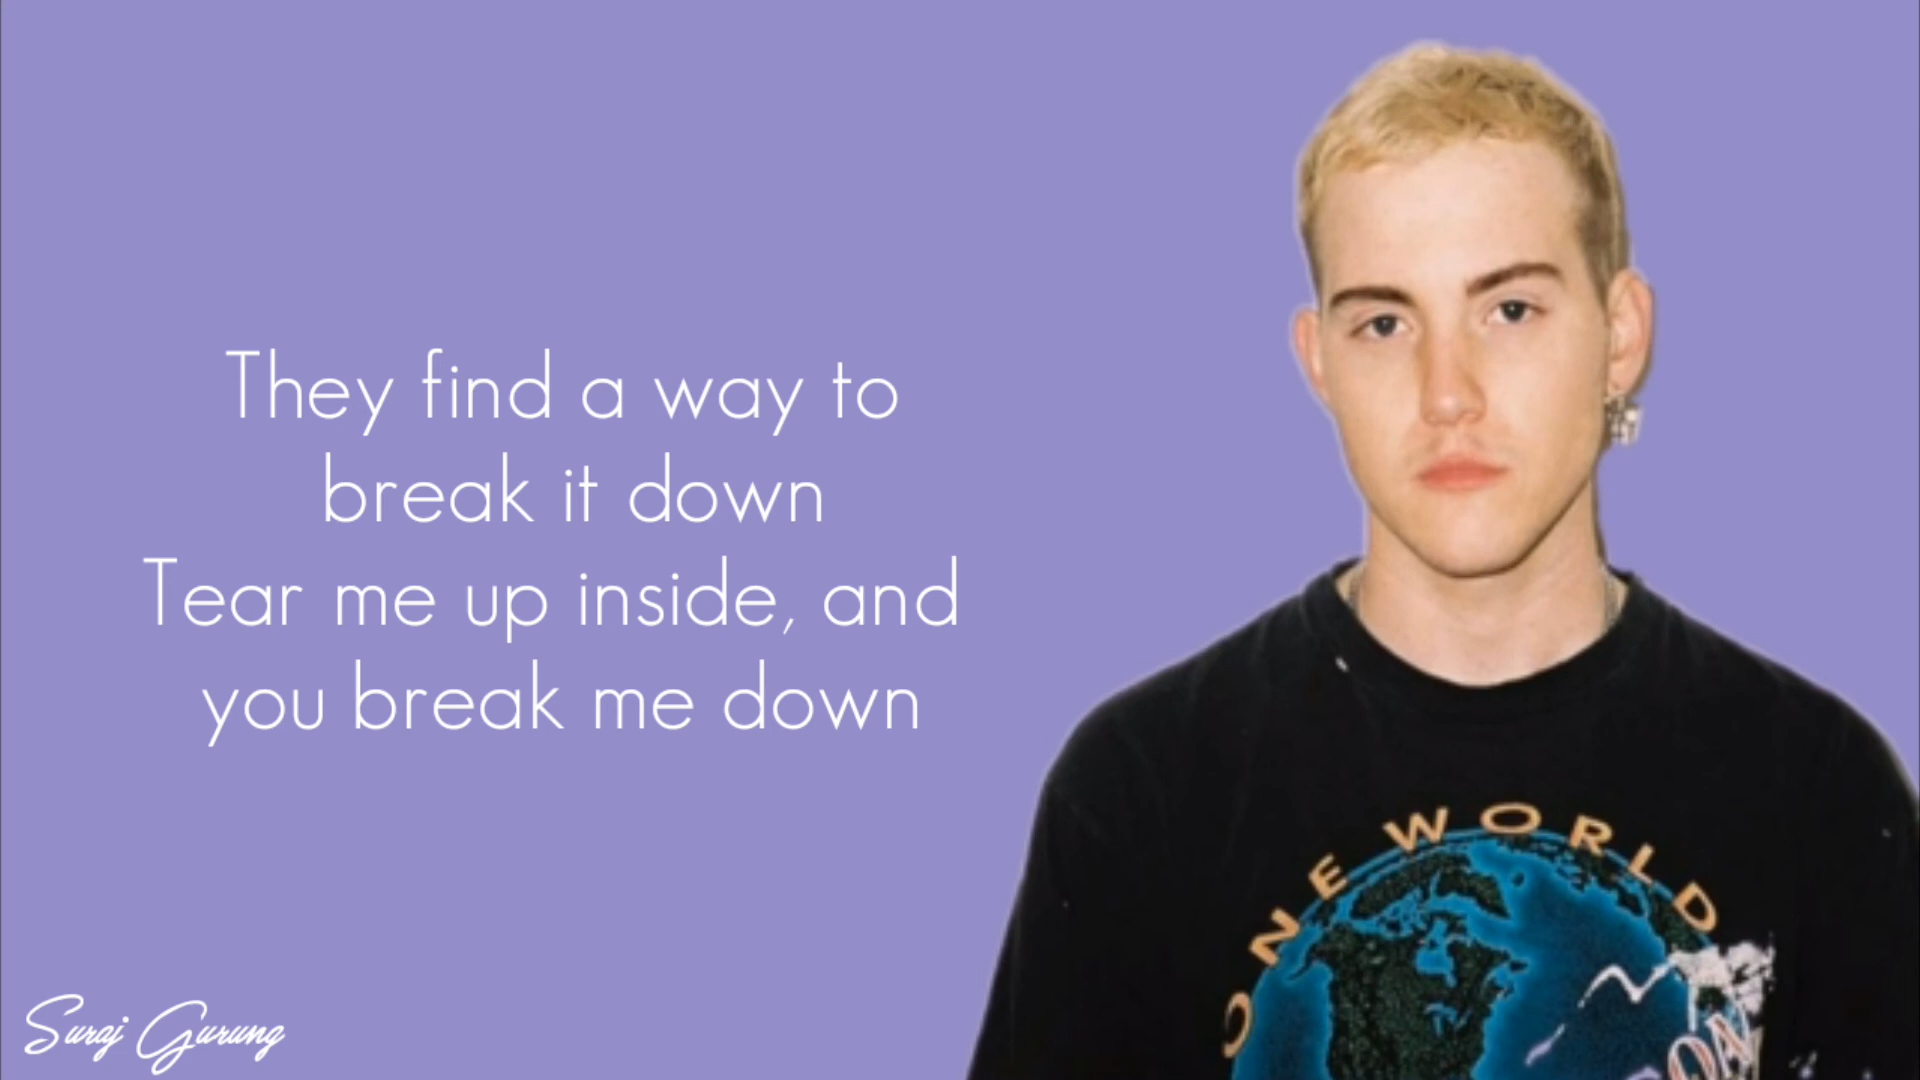 They find a way to
break it down
Tear me up inside, and
you break me down
ONE WORLD
Suraj Gurung